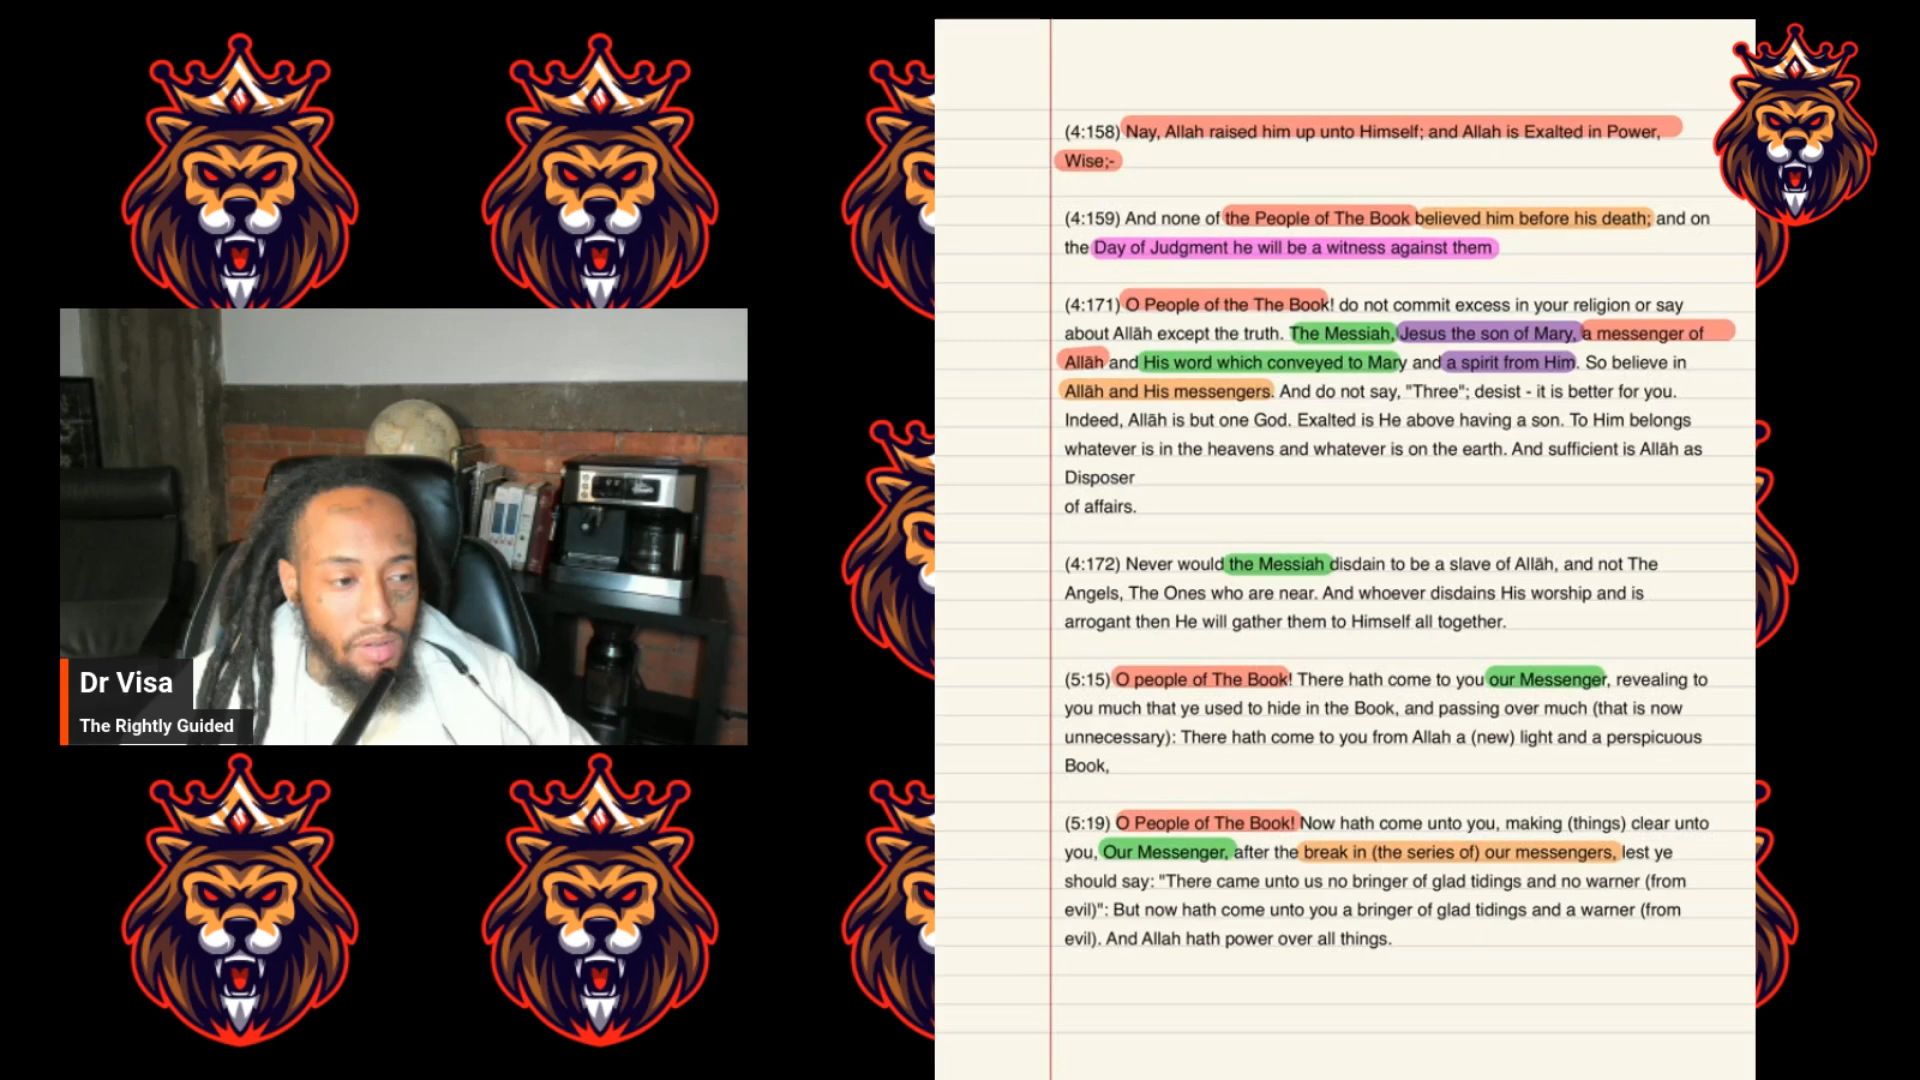 (4:158) Nay, Allah raised him up unto Himself; and Allah is Exalted in Power,
Wise;-
(4:159) And none of the People of The Book believed him before his death; and on
the Day of Judgment he will be a witness against them
(4:171) O People of the The Book! do not commit excess in your religion or say
about Allāh except the truth. The Messiah, Jesus the son of Mary, a messenger of
Allāh and His word which conveyed to Mary and a spirit from Him. So believe in
Allāh and His messengers. And do not say, "Three"; desist - it is better for you.
Indeed, Allāh is but one God. Exalted is He above having a son. To Him belongs
whatever is in the heavens and whatever is on the earth. And sufficient is Allāh as
Disposer
of affairs.
(4:172) Never would the Messiah disdain to be a slave of Allāh, and not The
Angels, The Ones who are near. And whoever disdains His worship and is
arrogant then He will gather them to Himself all together.
(5:15) O people of The Book! There hath come to you our Messenger, revealing to
you much that ye used to hide in the Book, and passing over much (that is now
unnecessary): There hath come to you from Allah a (new) light and a perspicuous
Book,
(5:19) O People of The Book! Now hath come unto you, making (things) clear unto
you, Our Messenger, after the break in (the series of) our messengers, lest ye
should say: "There came unto us no bringer of glad tidings and no warner (from
evil)": But now hath come unto you a bringer of glad tidings and a warner (from
evil). And Allah hath power over all things.
Dr Visa
The Rightly Guided